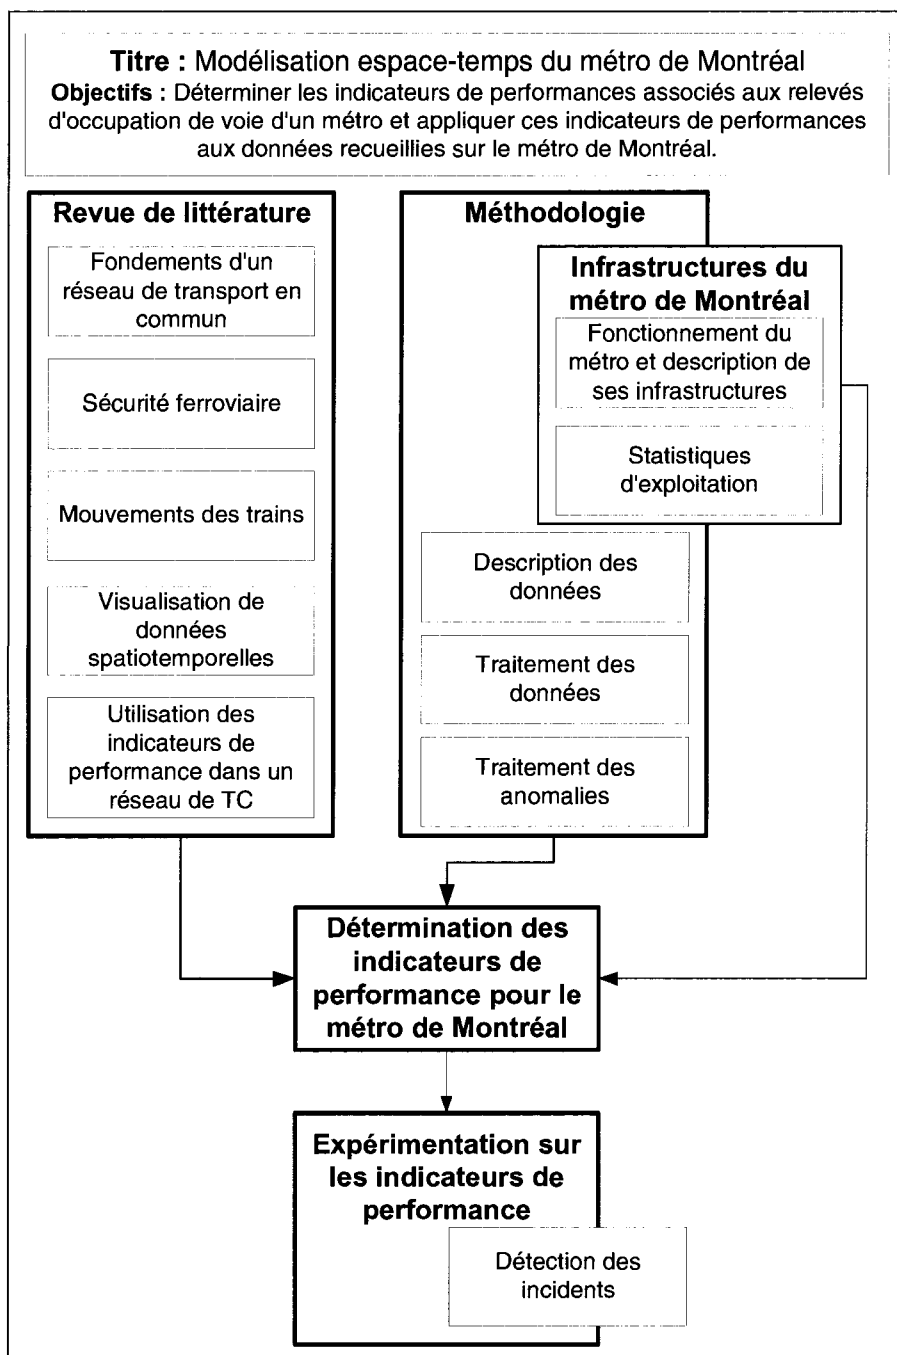 Titre : Modélisation espace-temps du métro de Montréal
Objectifs : Déterminer les indicateurs de performances associés aux relevés
d'occupation de voie d'un métro et appliquer ces indicateurs de performances
aux données recueillies sur le métro de Montréal.
Revue de littérature
Fondements d'un
réseau de transport en
commun
Sécurité ferroviaire
Mouvements des trains
Visualisation de
données
spatiotemporelles
Utilisation des
indicateurs de
performance dans un
réseau de TC
Méthodologie
Infrastructures du
métro de Montréal
Fonctionnement du
métro et description de
ses infrastructures
Statistiques
d'exploitation
Description des
données
Traitement des
données
Traitement des
anomalies
Détermination des
indicateurs de
performance pour le
métro de Montréal
Expérimentation sur
les indicateurs de
performance
Détection des
incidents